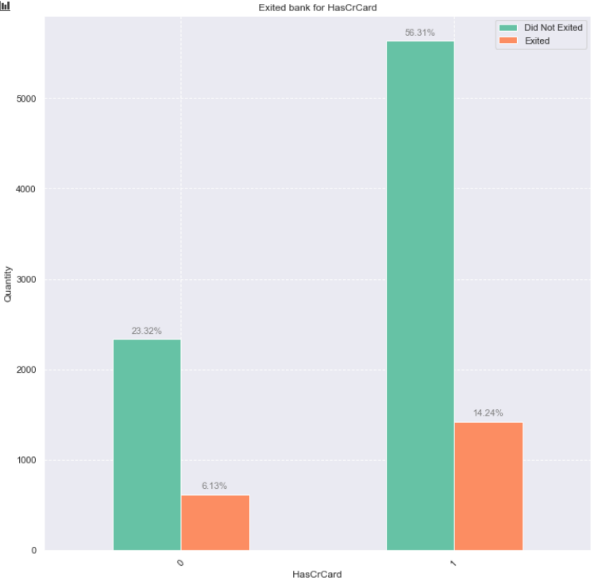 Exited bank for HasCrCard
Did Not Exited
Exited
56.31%
23.32%
14.24%
6.13%
5000
4000
3000
2000
1000
0
Quantity
0
1
HasCrCard